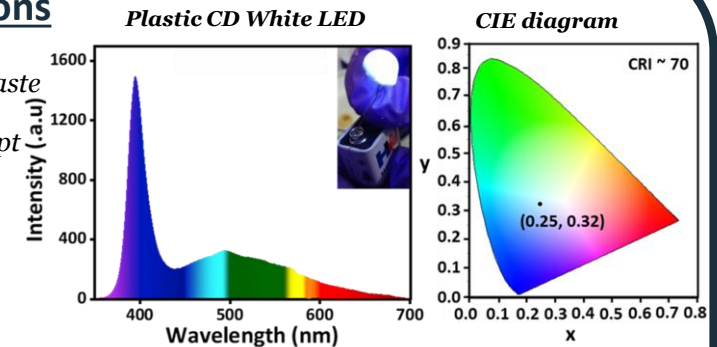 ons
Plastic CD White LED
CIE diagram
aste
pt
Intensity (.a.u)
1600
1200
800
400
0
400
500
600
700
Wavelength (nm)
CRI ~ 70
y
0.9
0.8
0.7
0.6
0.5
0.4
0.3
0.2
0.1
0.0
(0.25, 0.32)
0.0 0.1 0.2 0.3 0.4 0.5 0.6 0.7 0.8
x